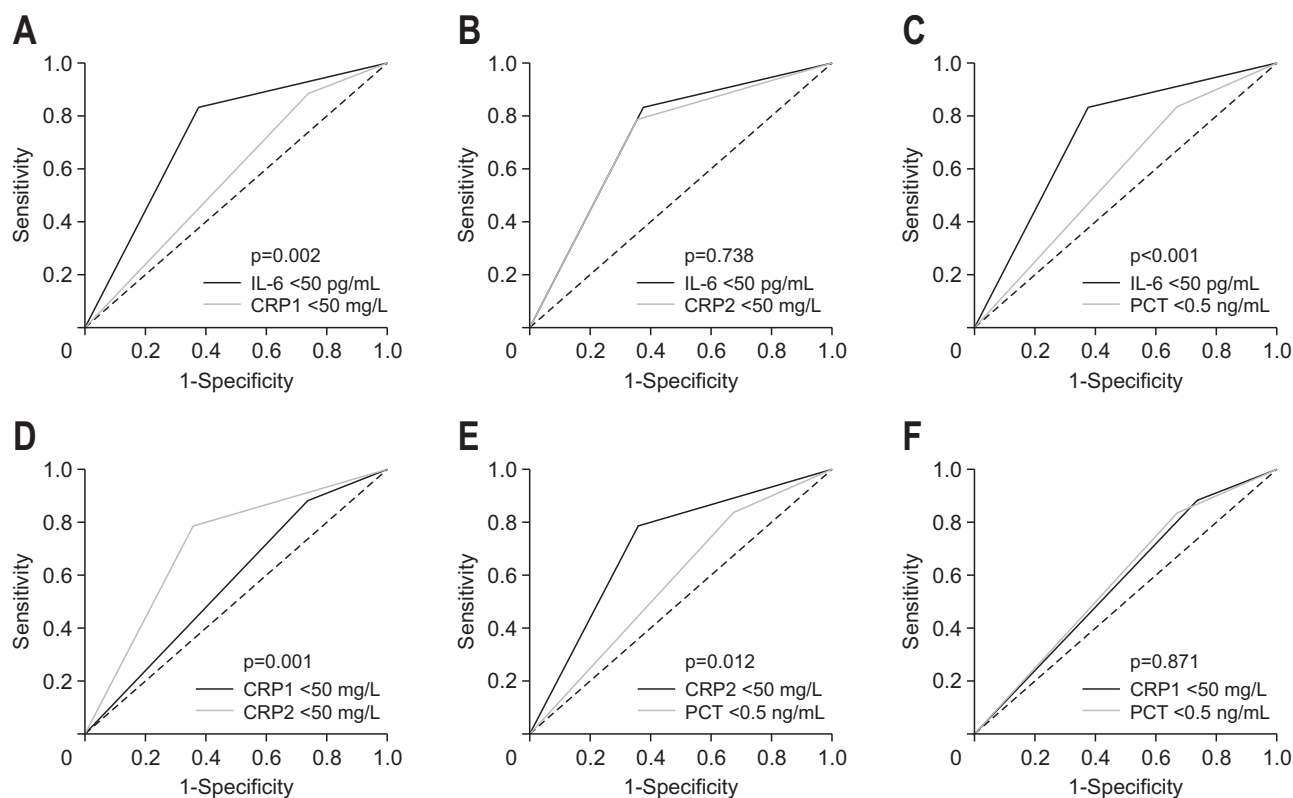 A
1.0
0.8
0.6
0.4
0.2
0
0.2 0.4 0.6 0.8 1.0
Sensitivity
1-Specificity
p=0.002
IL-6 <50 pg/mL
CRP1 <50 mg/L
B
1.0
0.8
0.6
0.4
0.2
0
0.2 0.4 0.6 0.8 1.0
Sensitivity
1-Specificity
p=0.738
IL-6 <50 pg/mL
CRP2 <50 mg/L
C
1.0
0.8
0.6
0.4
0.2
0
0.2 0.4 0.6 0.8 1.0
Sensitivity
1-Specificity
p<0.001
IL-6 <50 pg/mL
PCT <0.5 ng/mL
D
1.0
0.8
0.6
0.4
0.2
0
0.2 0.4 0.6 0.8 1.0
Sensitivity
1-Specificity
p=0.001
CRP1 <50 mg/L
CRP2 <50 mg/L
E
1.0
0.8
0.6
0.4
0.2
0
0.2 0.4 0.6 0.8 1.0
Sensitivity
1-Specificity
p=0.012
CRP2 <50 mg/L
PCT <0.5 ng/mL
F
1.0
0.8
0.6
0.4
0.2
0
0.2 0.4 0.6 0.8 1.0
Sensitivity
1-Specificity
p=0.871
CRP1 <50 mg/L
PCT <0.5 ng/mL